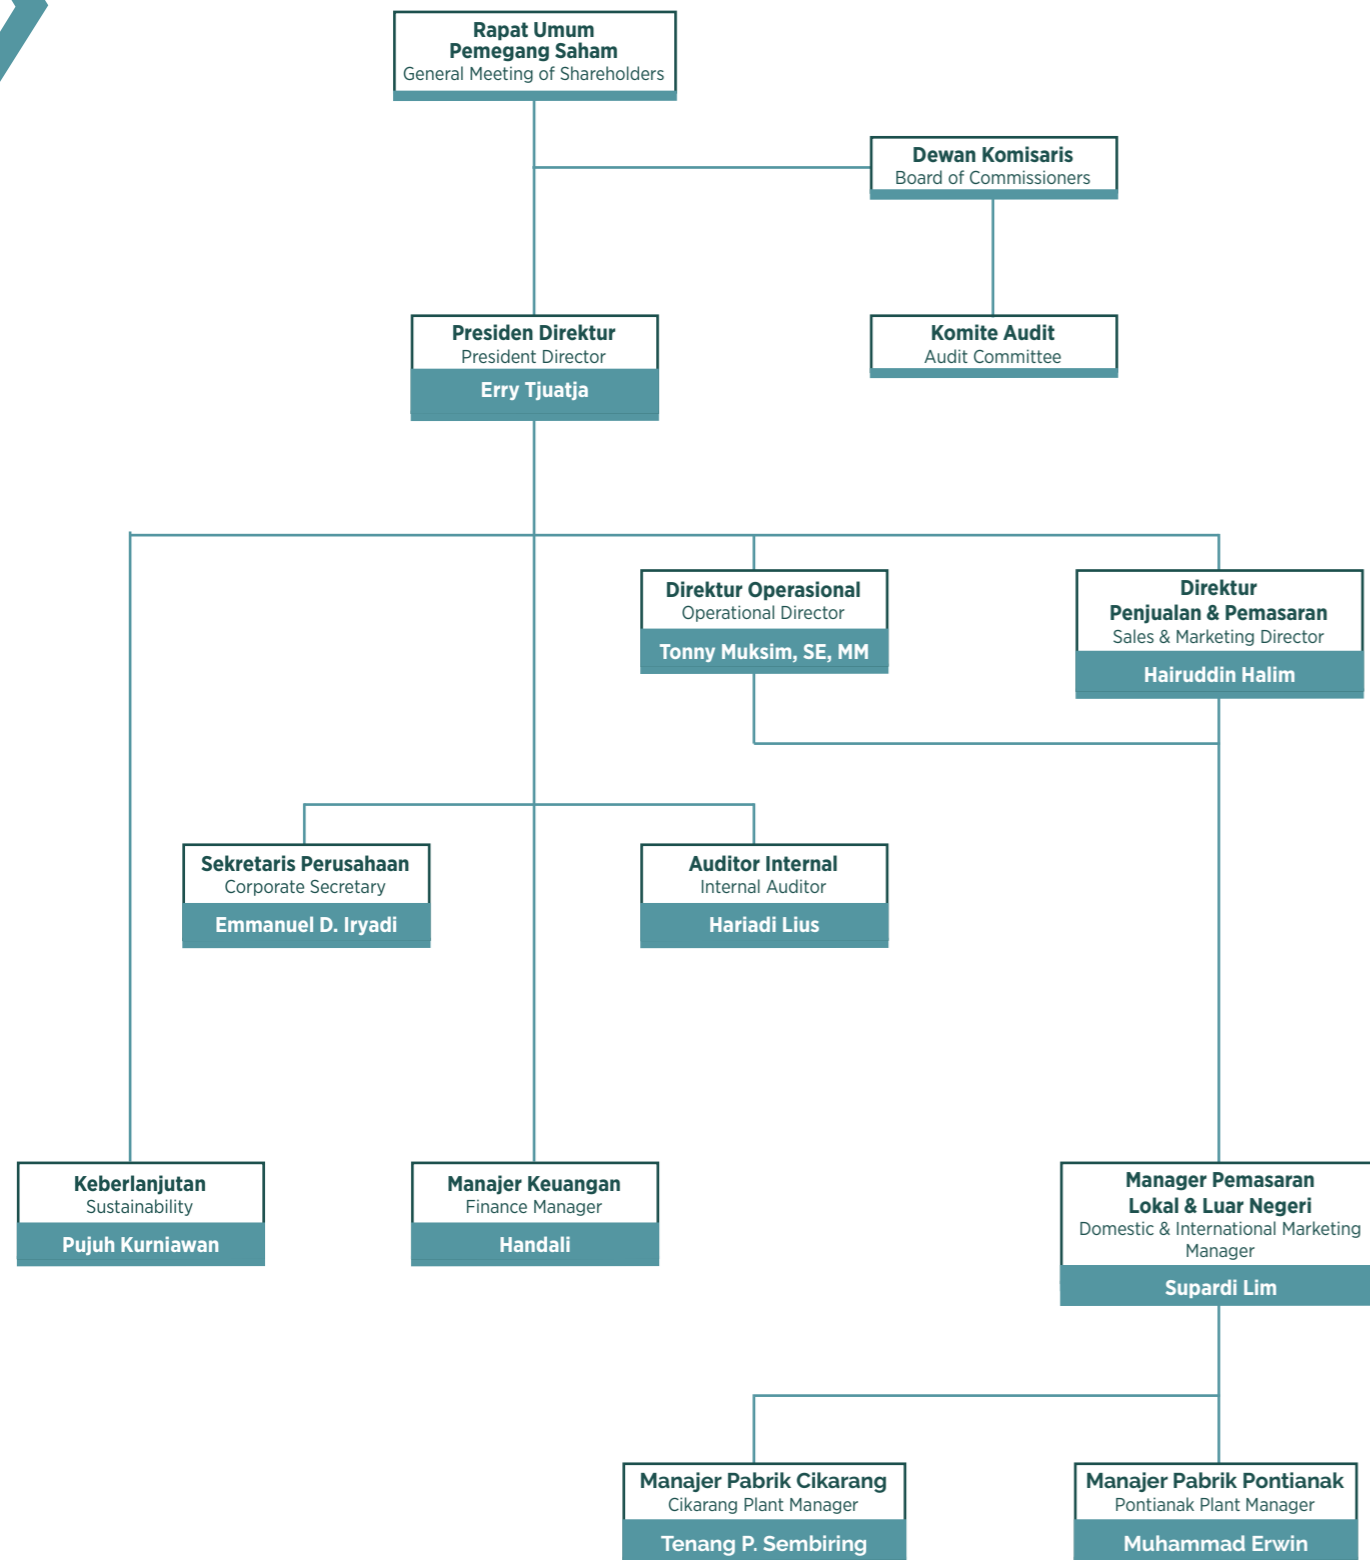 Rapat Umum
Pemegang Saham
General Meeting of Shareholders
Dewan Komisaris
Board of Commissioners
Presiden Direktur
President Director
Erry Tjuatja
Komite Audit
Audit Committee
Direktur Operasional
Operational Director
Tonny Muksim, SE, MM
Direktur
Penjualan & Pemasaran
Sales & Marketing Director
Hairuddin Halim
Sekretaris Perusahaan
Corporate Secretary
Emmanuel D. Iryadi
Auditor Internal
Internal Auditor
Hariadi Lius
Keberlanjutan
Sustainability
Pujuh Kurniawan
Manajer Keuangan
Finance Manager
Handali
Manager Pemasaran
Lokal & Luar Negeri
Domestic & International Marketing
Manager
Supardi Lim
Manajer Pabrik Cikarang
Cikarang Plant Manager
Tenang P. Sembiring
Manajer Pabrik Pontianak
Pontianak Plant Manager
Muhammad Erwin